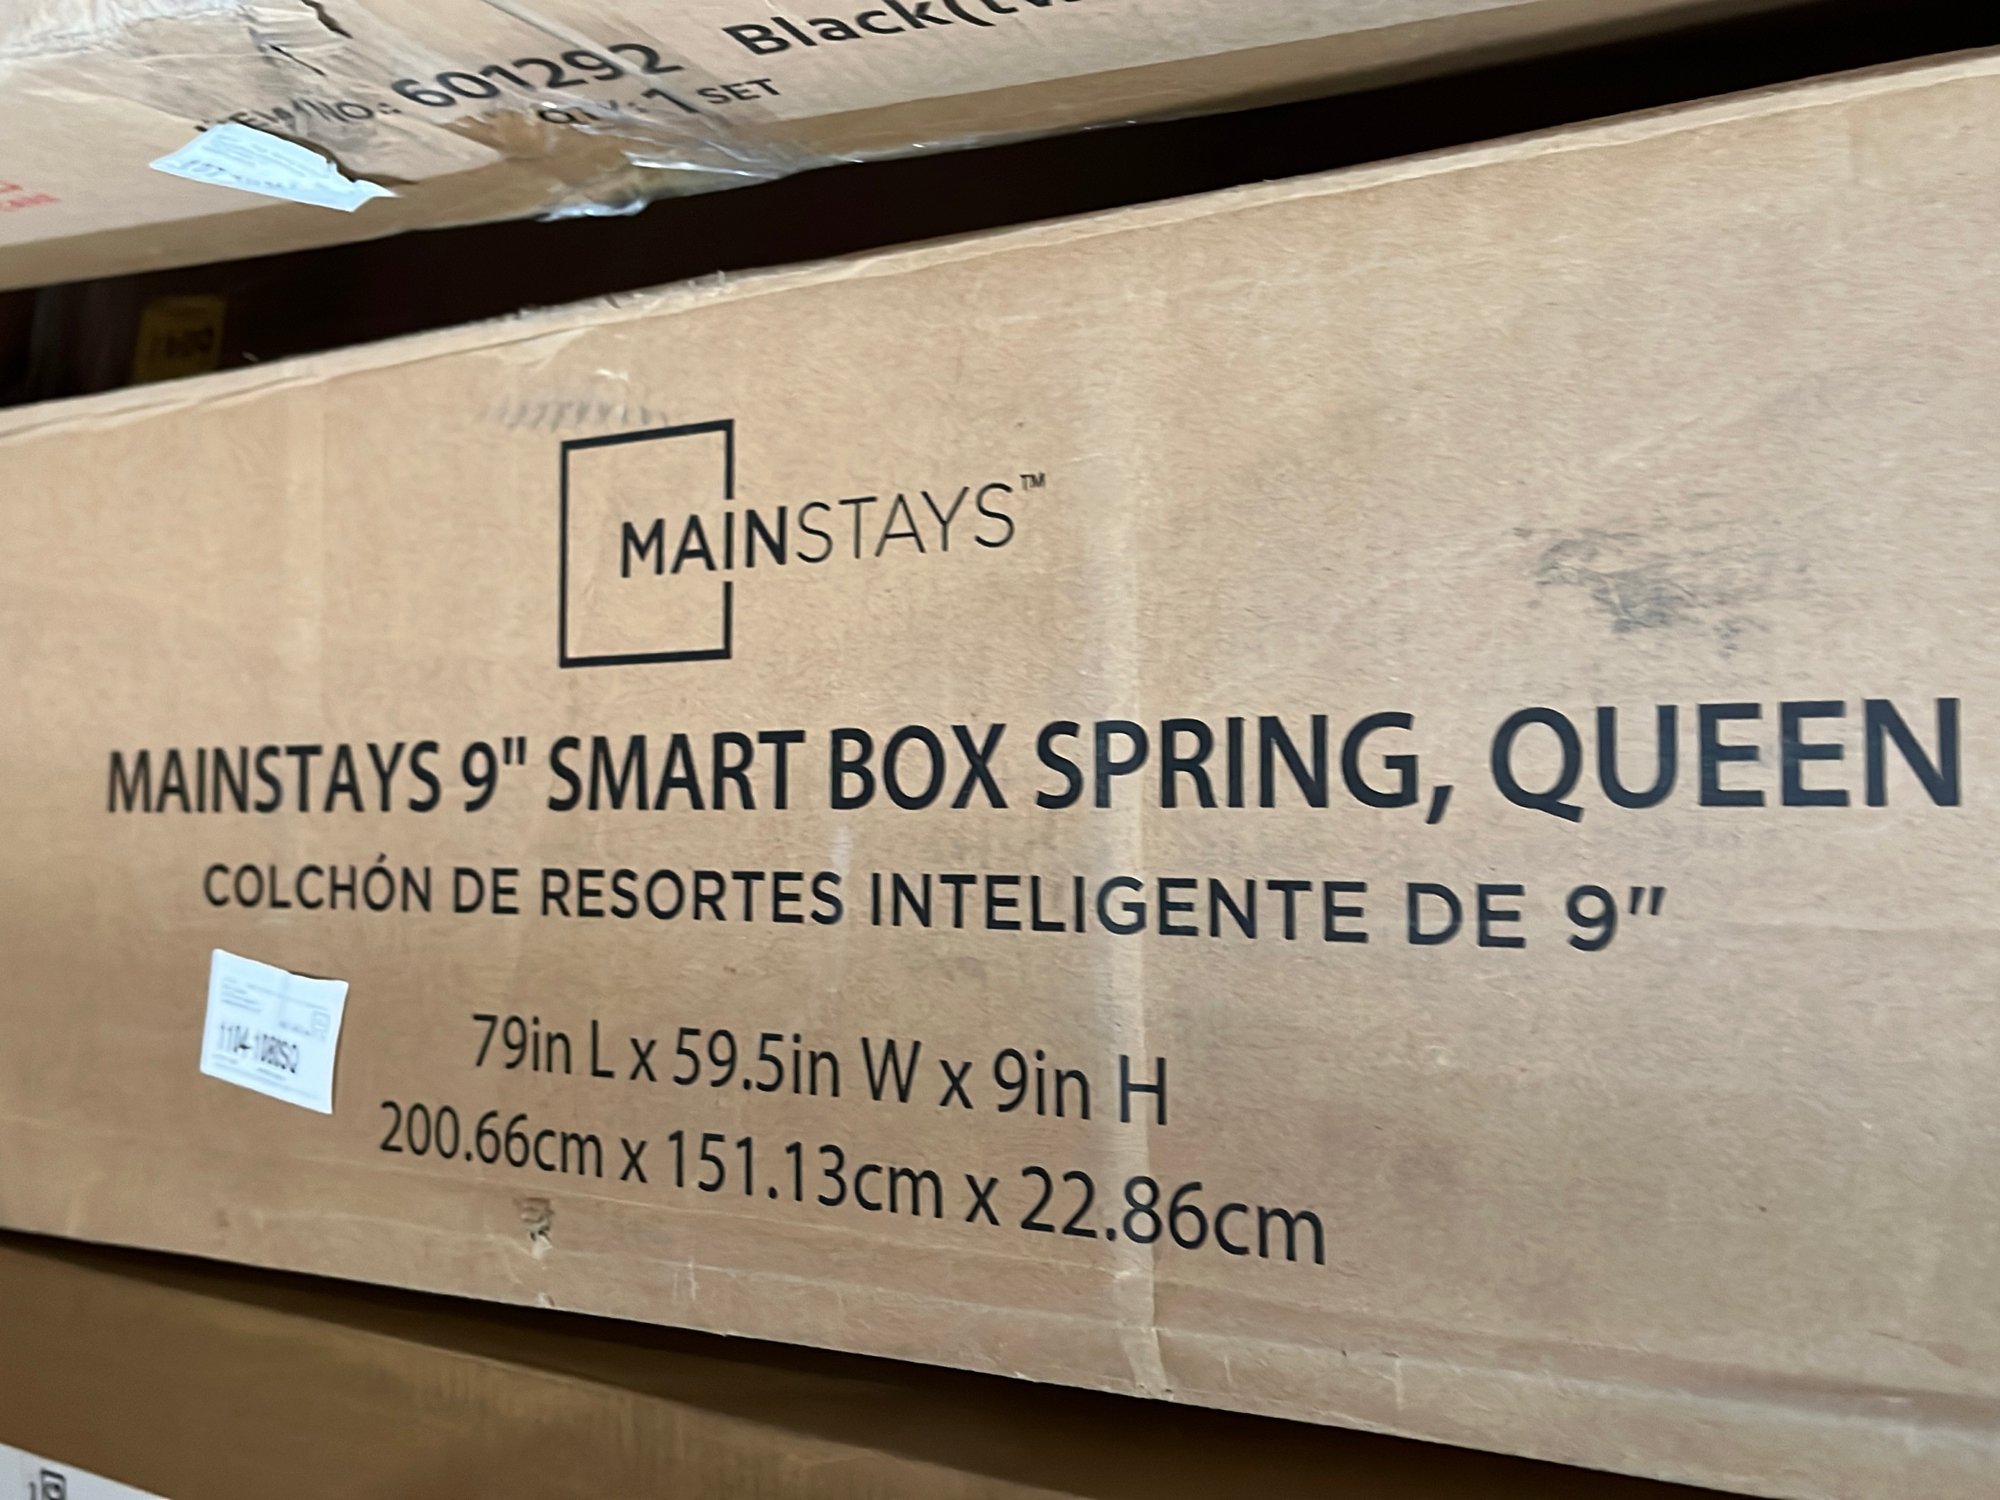 601292 Black
1 SET
MAINSTAYS™
MAINSTAYS 9" SMART BOX SPRING, QUEEN
COLCHÓN DE RESORTES INTELIGENTE DE 9"
79in L x 59.5in W x 9in H
200.66cm x 151.13cm x 22.86cm